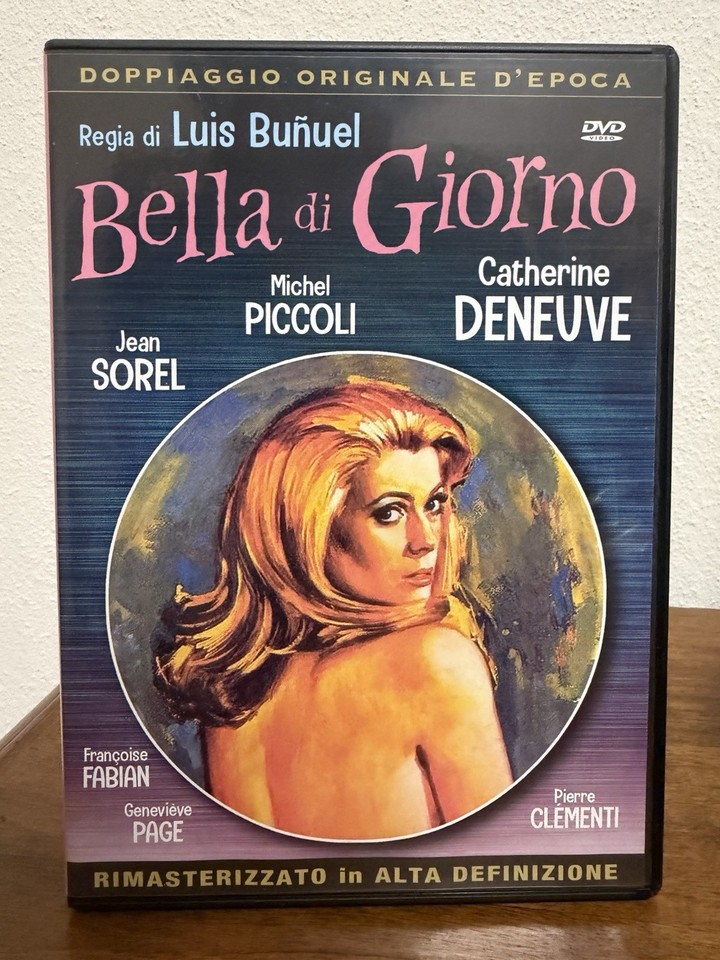 DOPPIAGGIO ORIGINALE D'EPOCA
Regia di Luis Buñuel
DVD
VIDEO
Bella di Giorno
Michel
PICCOLI
Catherine
DENEUVE
Jean
SOREL
Françoise
FABIAN
Geneviève
PAGE
Pierre
CLÉMENTI
RIMASTERIZZATO in ALTA DEFINIZIONE